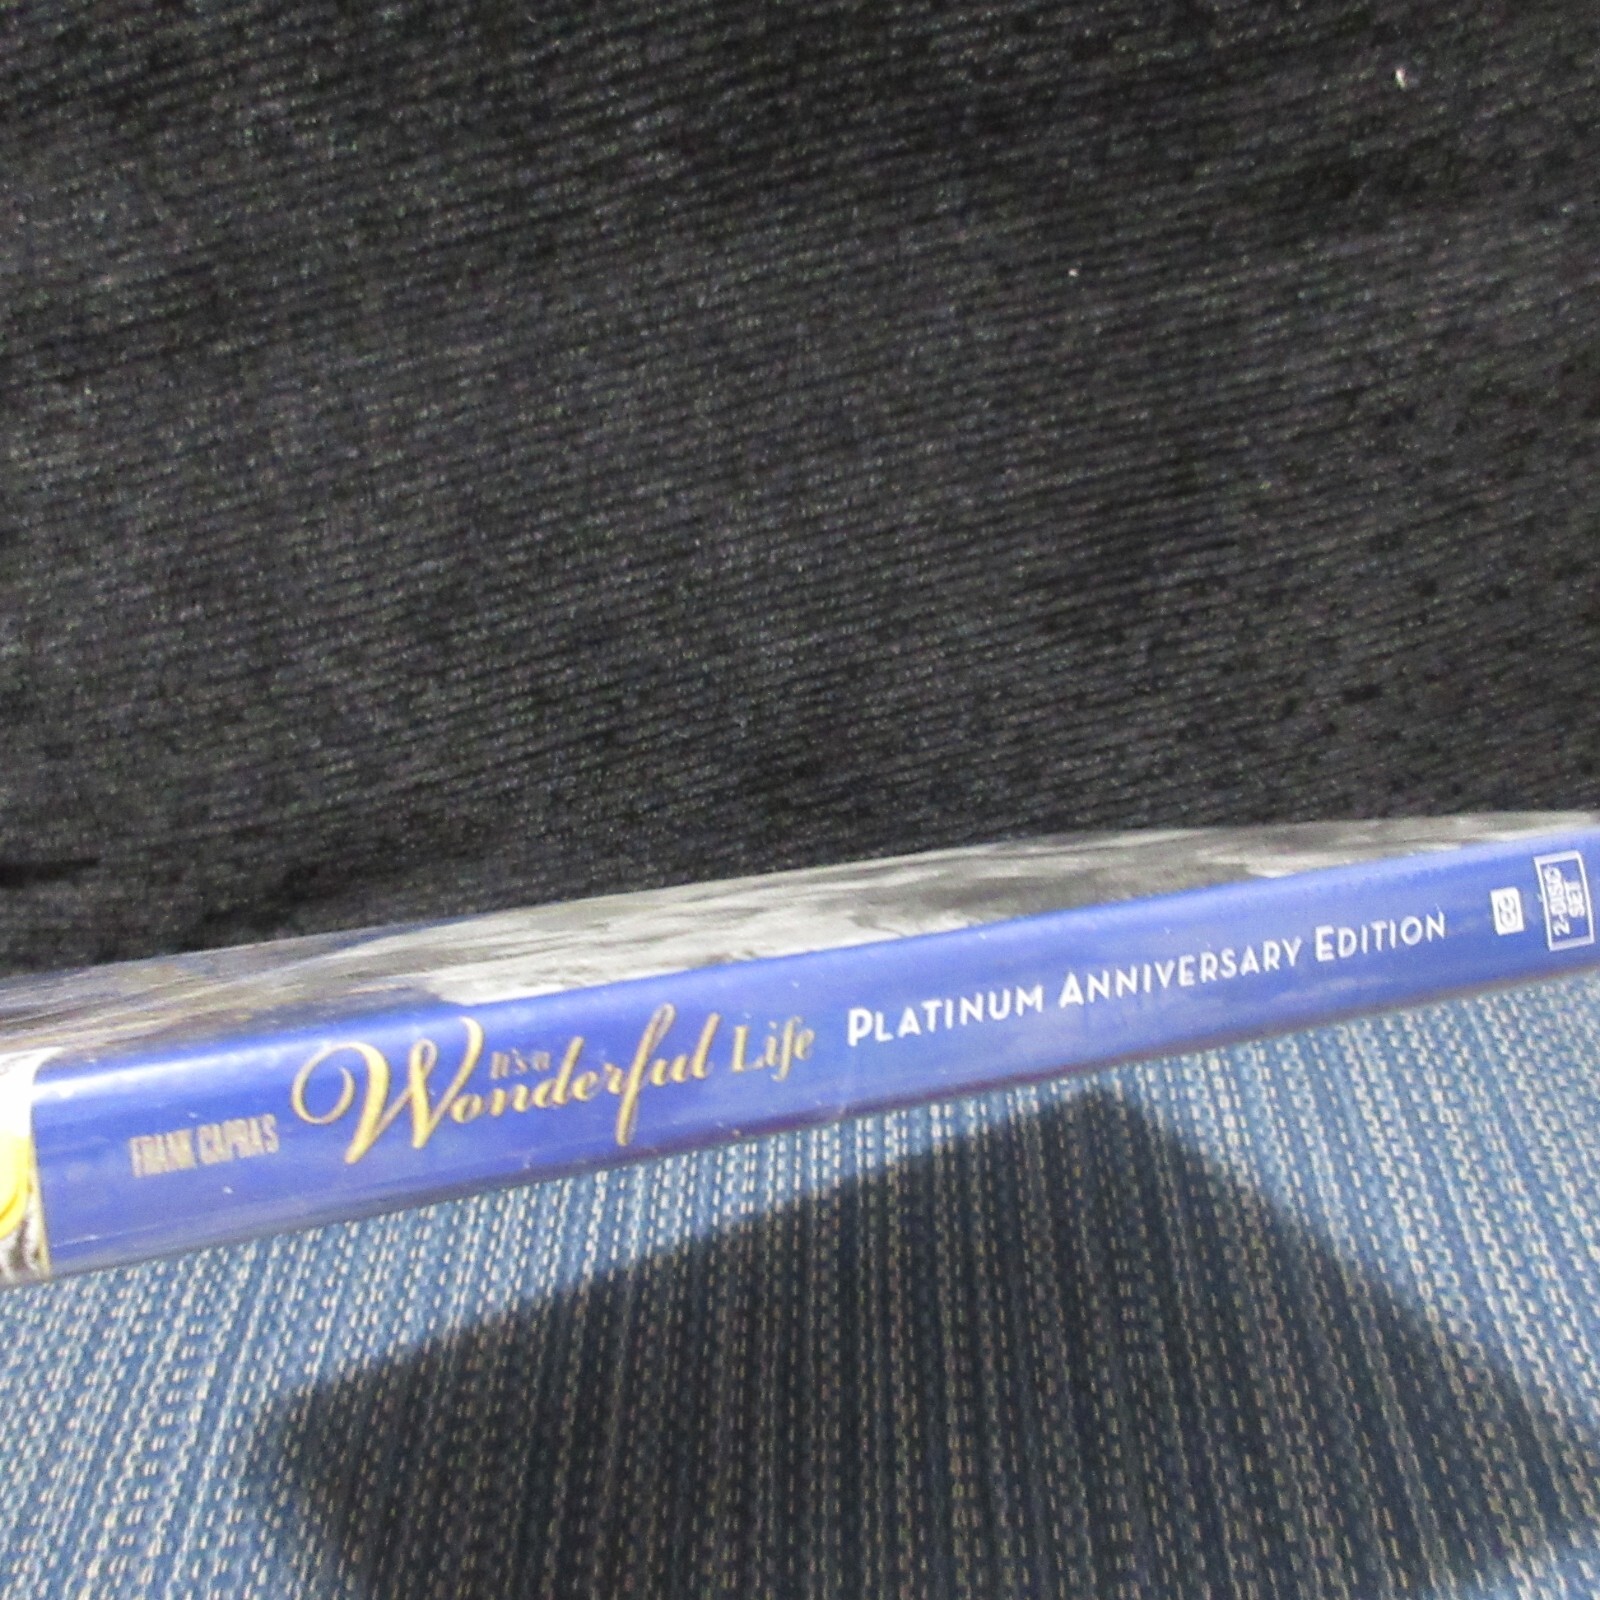 FRANK CAPRA'S It's a Wonderful Life PLATINUM ANNIVERSARY EDITION
2-DISC
SET